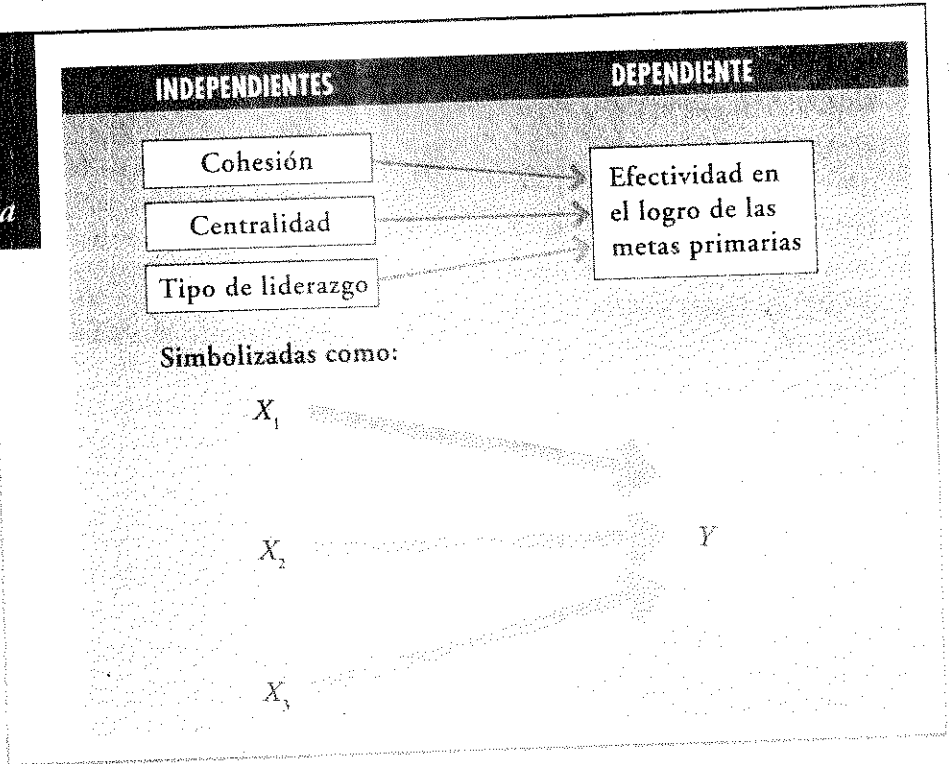 a
INDEPENDIENTES DEPENDIENTE
Cohesión
Centralidad
Tipo de liderazgo
Efectividad en
el logro de las
metas primarias
Simbolizadas como:
X₁
X₂ Y
X₃